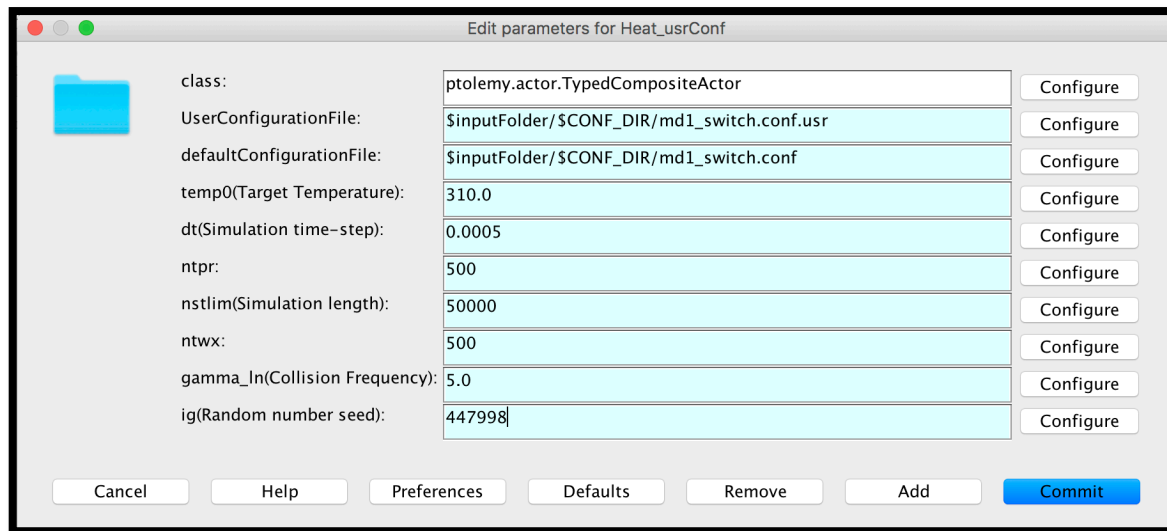 Edit parameters for Heat_usrConf
class: ptolemy.actor.TypedCompositeActor Configure
UserConfigurationFile: $inputFolder/$CONF_DIR/md1_switch.conf.usr Configure
defaultConfigurationFile: $inputFolder/$CONF_DIR/md1_switch.conf Configure
temp0(Target Temperature): 310.0 Configure
dt(Simulation time-step): 0.0005 Configure
ntpr: 500 Configure
nstlim(Simulation length): 50000 Configure
ntwx: 500 Configure
gamma_ln(Collision Frequency): 5.0 Configure
ig(Random number seed): 447998 Configure
Cancel Help Preferences Defaults Remove Add Commit